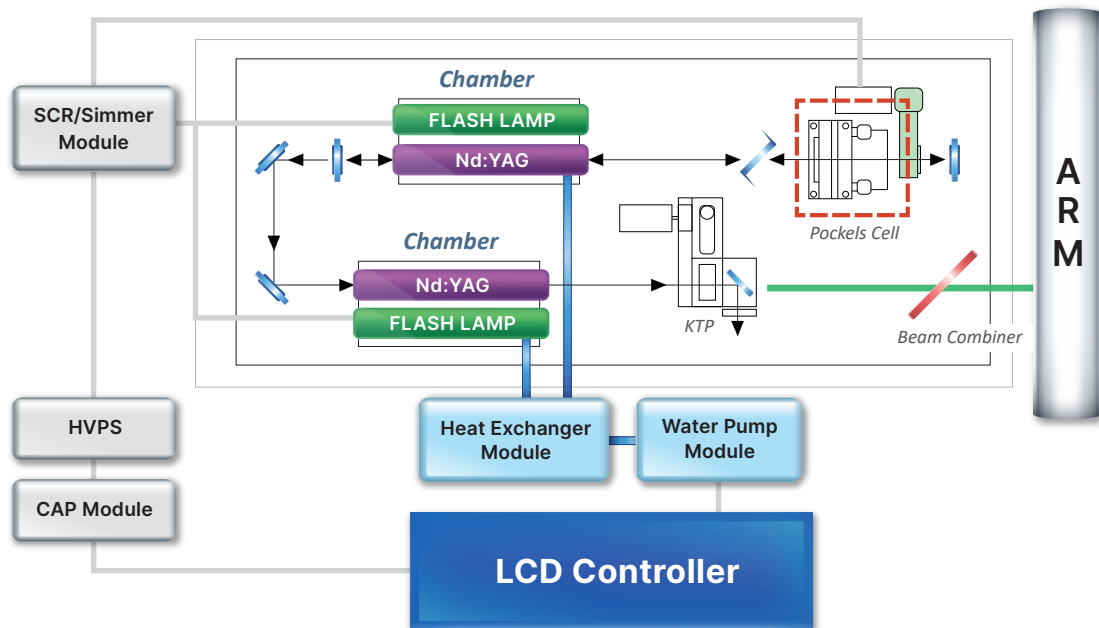 Chamber
SCR/Simmer
Module
FLASH LAMP
Nd:YAG
Pockels Cell
A
R
M
Chamber
Nd:YAG
FLASH LAMP
KTP
Beam Combiner
HVPS
CAP Module
Heat Exchanger
Module
Water Pump
Module
LCD Controller